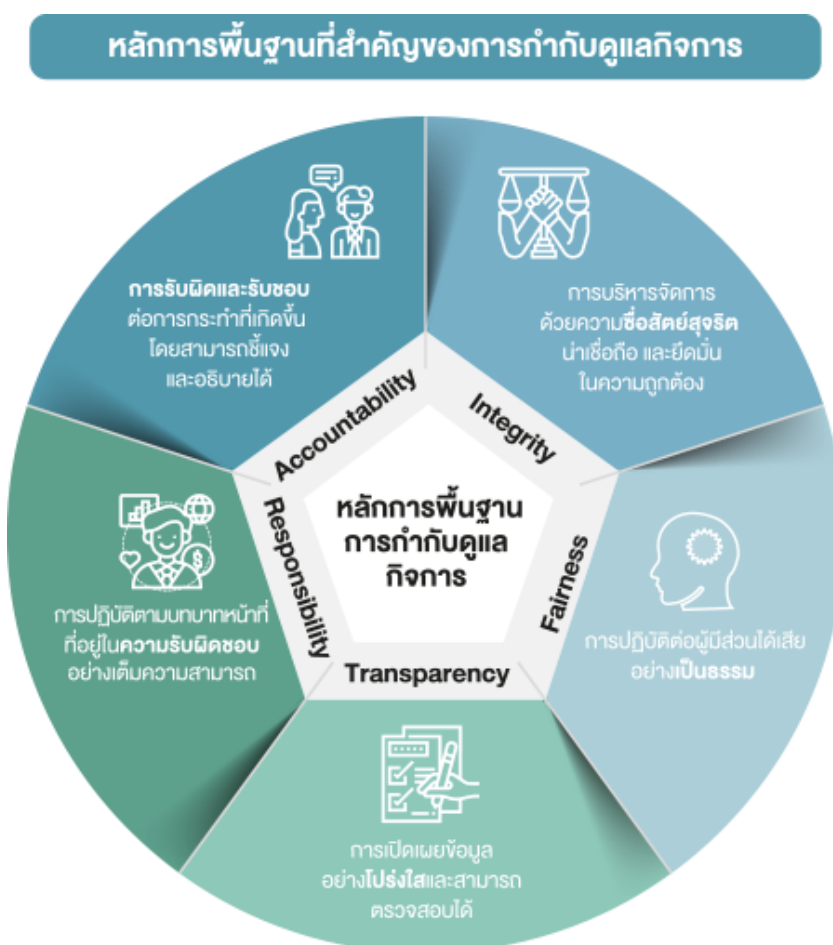 หลักการพื้นฐานที่สำคัญของการกำกับดูแลกิจการ
การรับผิดและรับชอบ
ต่อการกระทำที่เกิดขึ้น
โดยสามารถชี้แจง
และอธิบายได้
การบริหารจัดการ
ด้วยความซื่อสัตย์สุจริต
น่าเชื่อถือ และยึดมั่น
ในความถูกต้อง
Accountability
Integrity
หลักการพื้นฐาน
การกำกับดูแล
กิจการ
Responsibility
Fairness
Transparency
การปฏิบัติตามบทบาทหน้าที่
ที่อยู่ในความรับผิดชอบ
อย่างเต็มความสามารถ
การปฏิบัติต่อผู้มีส่วนได้เสีย
อย่างเป็นธรรม
การเปิดเผยข้อมูล
อย่างโปร่งใสและสามารถ
ตรวจสอบได้